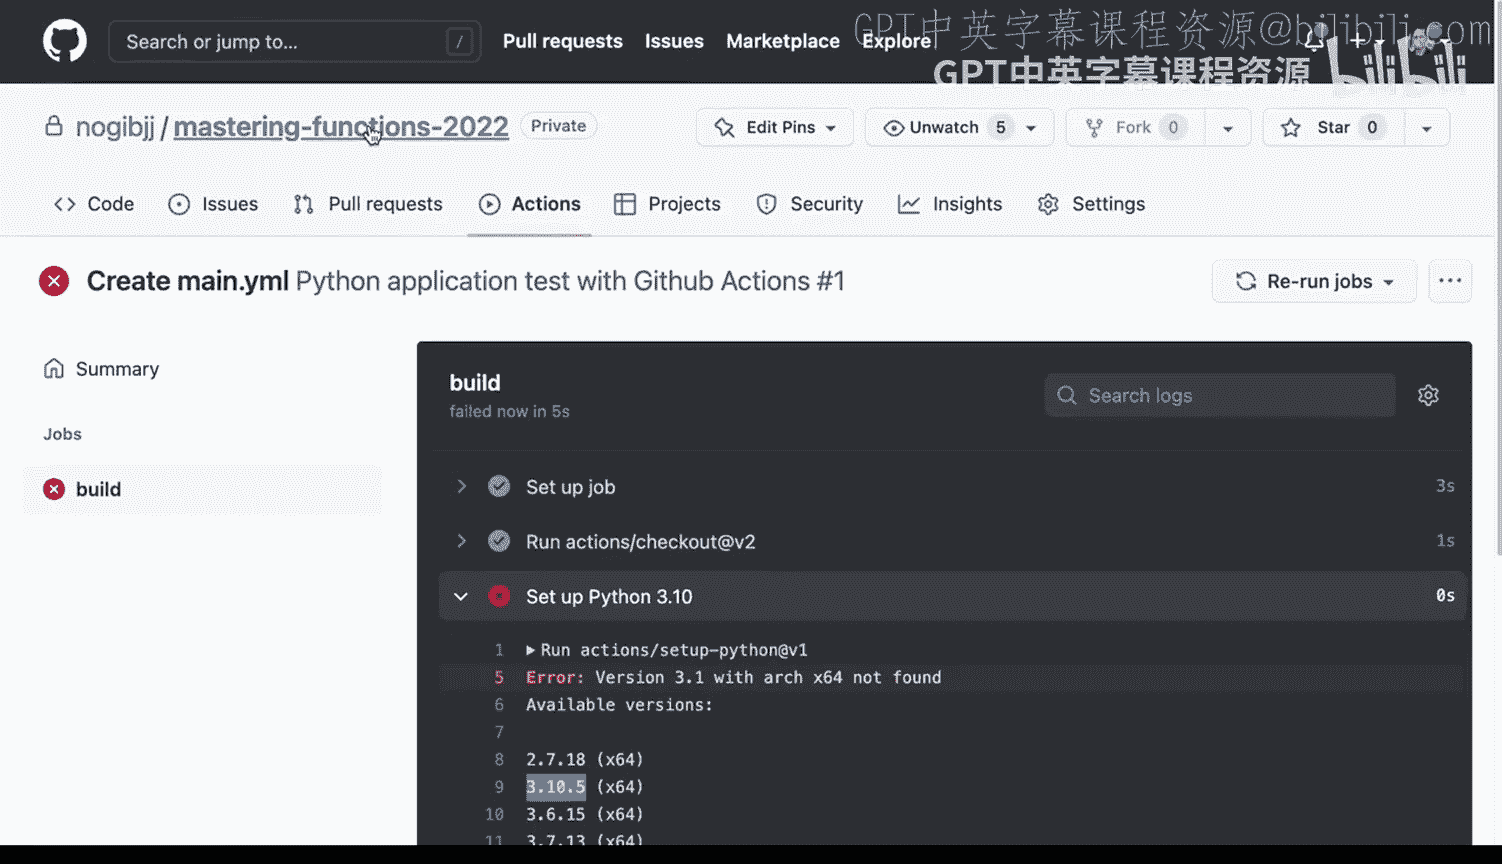 Search or jump to... / Pull requests Issues Marketplace Explore
GPT中英字幕课程资源@bilibili.com
GPT中英字幕课程资源 bilibili
nogibjj / mastering-functions-2022 Private Edit Pins Unwatch 5 Fork 0 Star 0
Code Issues Pull requests Actions Projects Security Insights Settings
Create main.yml Python application test with Github Actions #1 Re-run jobs ...
Summary
Jobs
build
build
failed now in 5s
Search logs
Set up job 3s
Run actions/checkout@v2 1s
Set up Python 3.10 0s
1 Run actions/setup-python@v1
5 Error: Version 3.1 with arch x64 not found
6 Available versions:
7
8 2.7.18 (x64)
9 3.10.5 (x64)
10 3.6.15 (x64)
11 3.7.13 (x64)